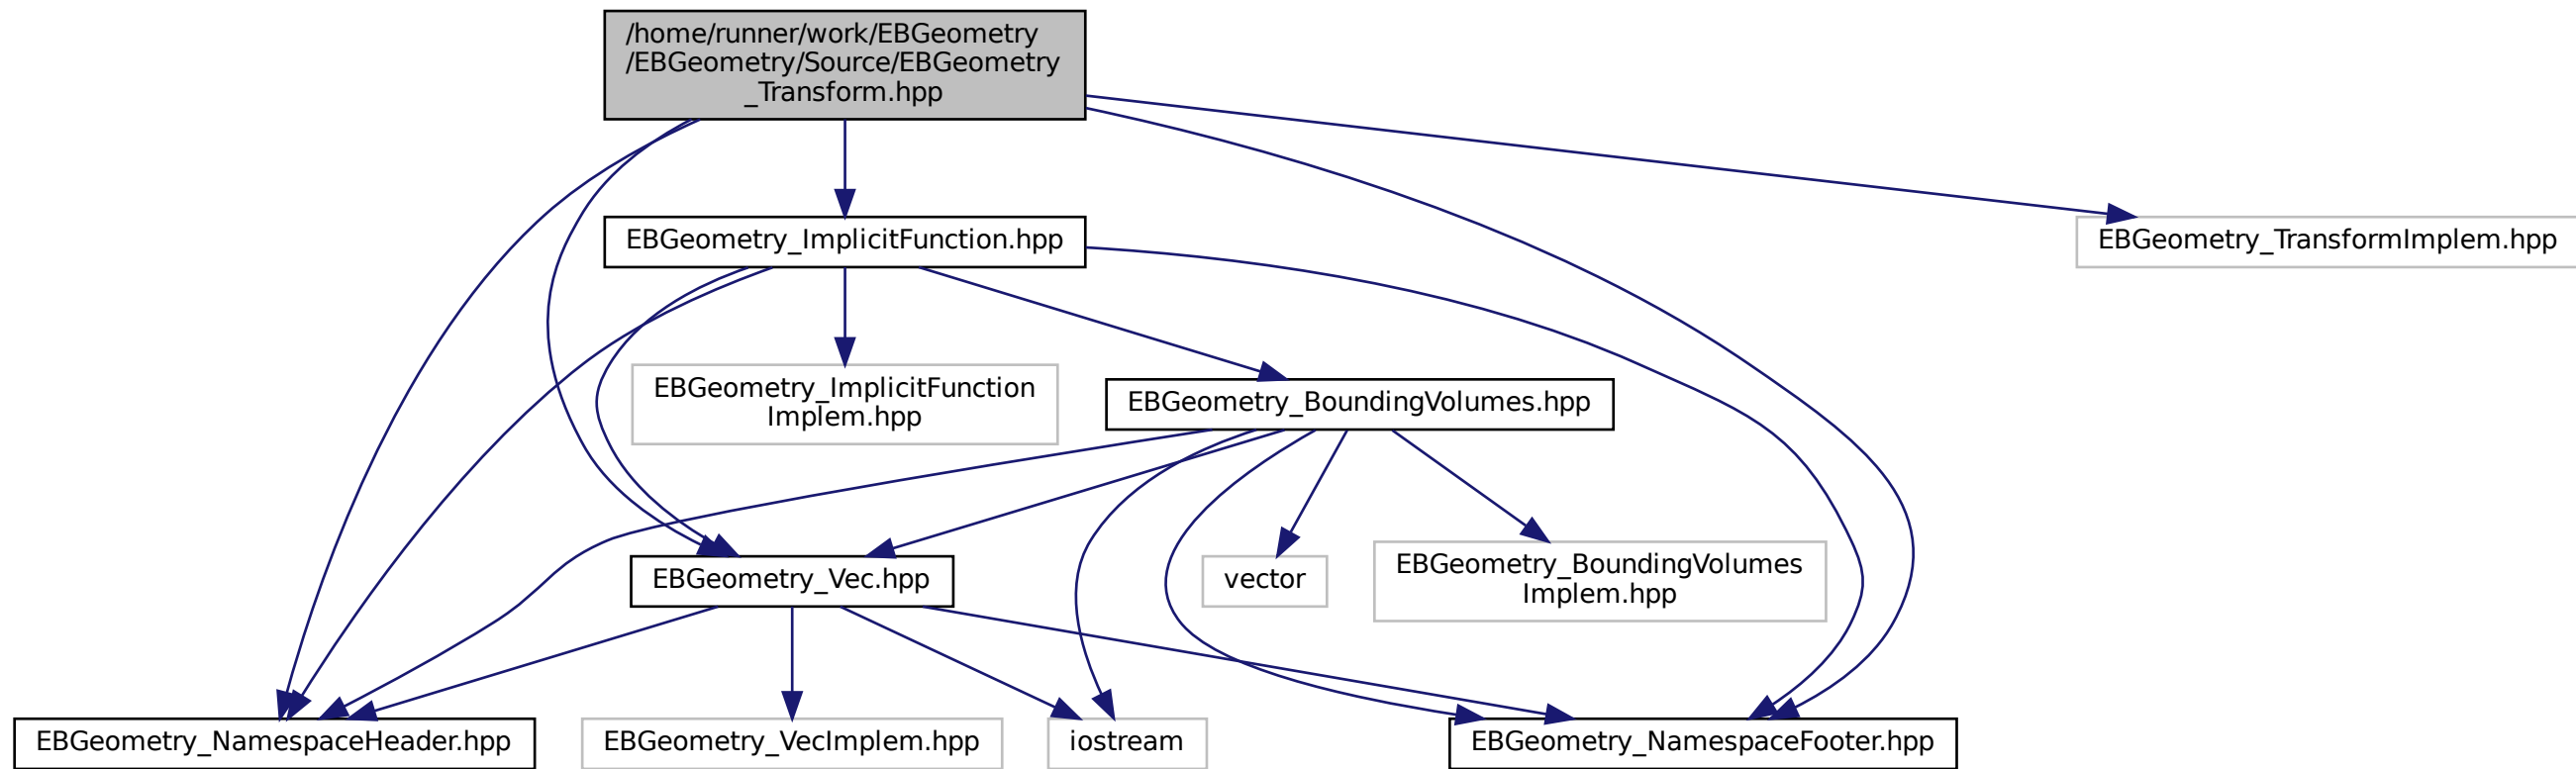 /home/runner/work/EBGeometry
/EBGeometry/Source/EBGeometry
_Transform.hpp
EBGeometry_ImplicitFunction.hpp
EBGeometry_TransformImplem.hpp
EBGeometry_ImplicitFunction
Implem.hpp
EBGeometry_BoundingVolumes.hpp
EBGeometry_Vec.hpp
vector
EBGeometry_BoundingVolumes
Implem.hpp
EBGeometry_NamespaceHeader.hpp
EBGeometry_VecImplem.hpp
iostream
EBGeometry_NamespaceFooter.hpp